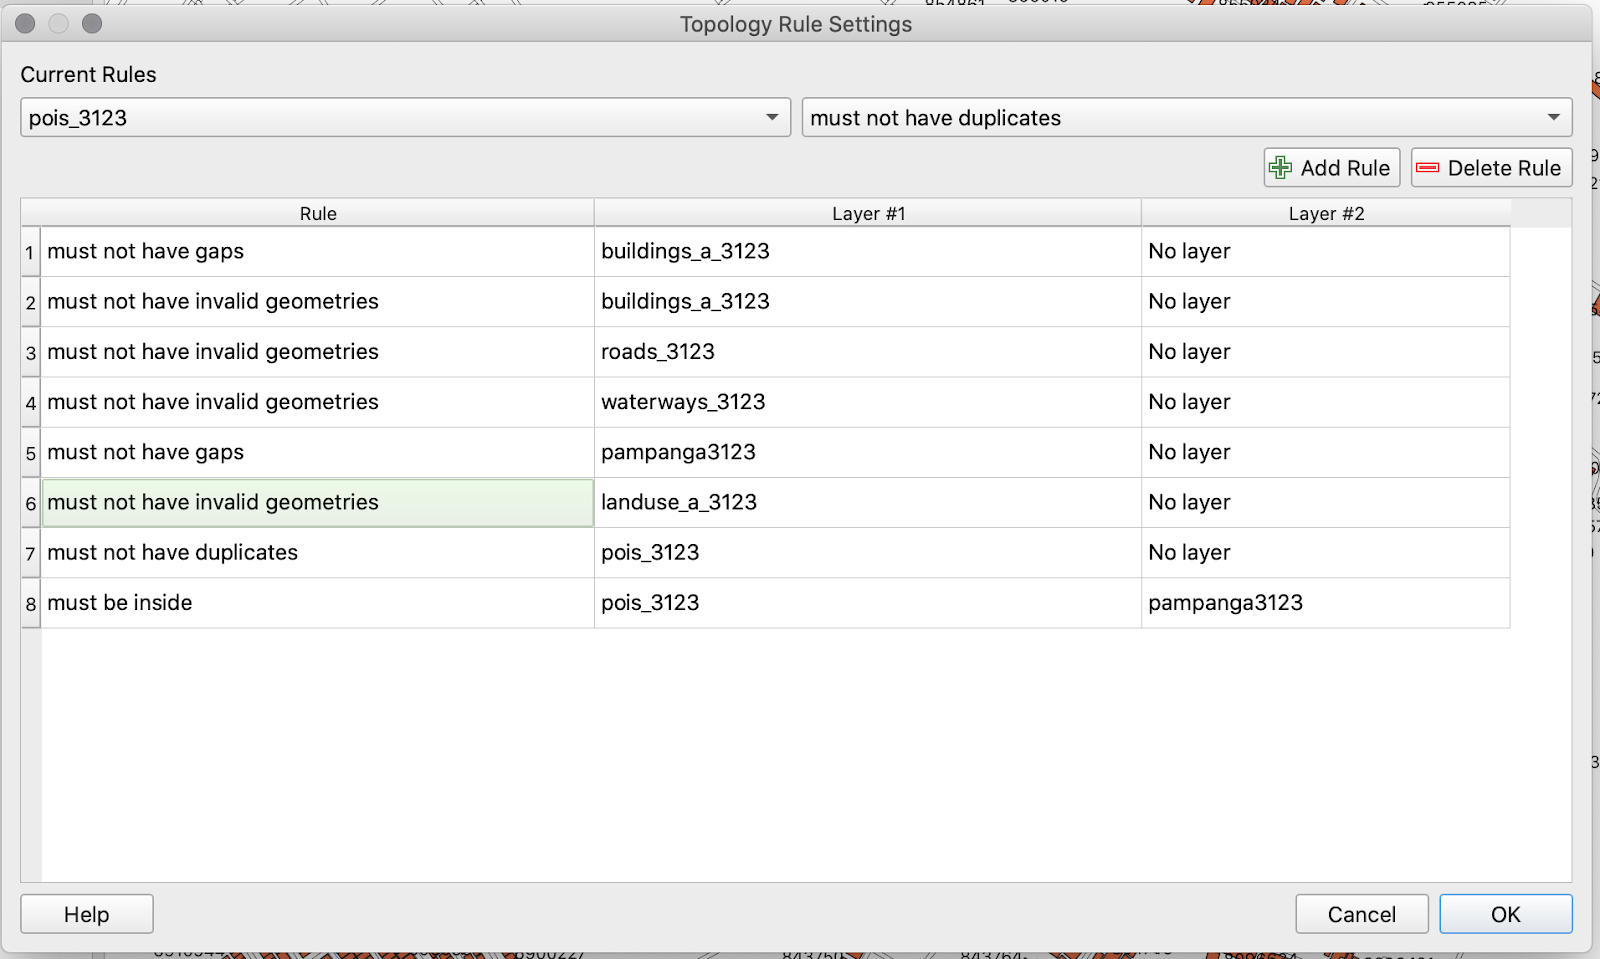 Topology Rule Settings
Current Rules
pois_3123 must not have duplicates
Add Rule Delete Rule
Rule Layer #1 Layer #2
1 must not have gaps buildings_a_3123 No layer
2 must not have invalid geometries buildings_a_3123 No layer
3 must not have invalid geometries roads_3123 No layer
4 must not have invalid geometries waterways_3123 No layer
5 must not have gaps pampanga3123 No layer
6 must not have invalid geometries landuse_a_3123 No layer
7 must not have duplicates pois_3123 No layer
8 must be inside pois_3123 pampanga3123
Help Cancel OK